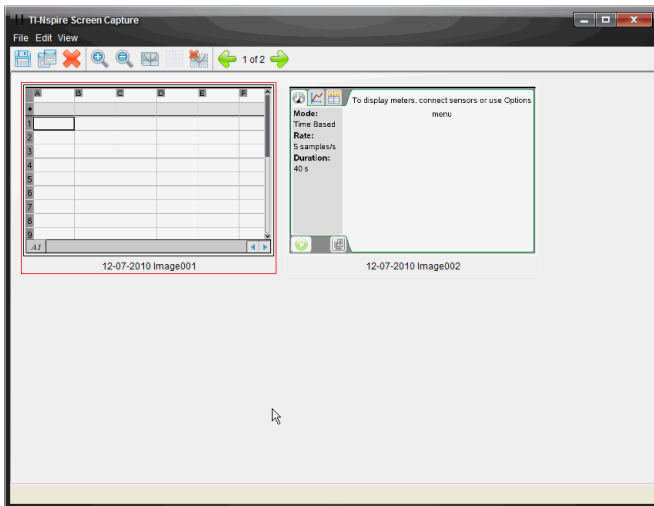 TI-Nspire Screen Capture
File Edit View
1 of 2
A B C D E F
1
2
3
4
5
6
7
8
9
A1
12-07-2010 Image001
To display meters, connect sensors or use Options
menu
Mode:
Time Based
Rate:
5 samples/s
Duration:
40 s
12-07-2010 Image002